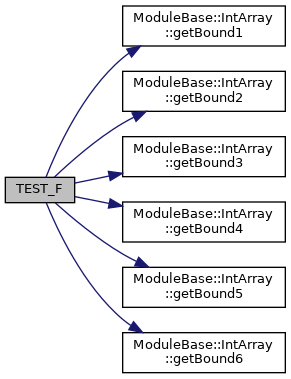 ModuleBase::IntArray
::getBound1
ModuleBase::IntArray
::getBound2
ModuleBase::IntArray
::getBound3
TEST_F
ModuleBase::IntArray
::getBound4
ModuleBase::IntArray
::getBound5
ModuleBase::IntArray
::getBound6